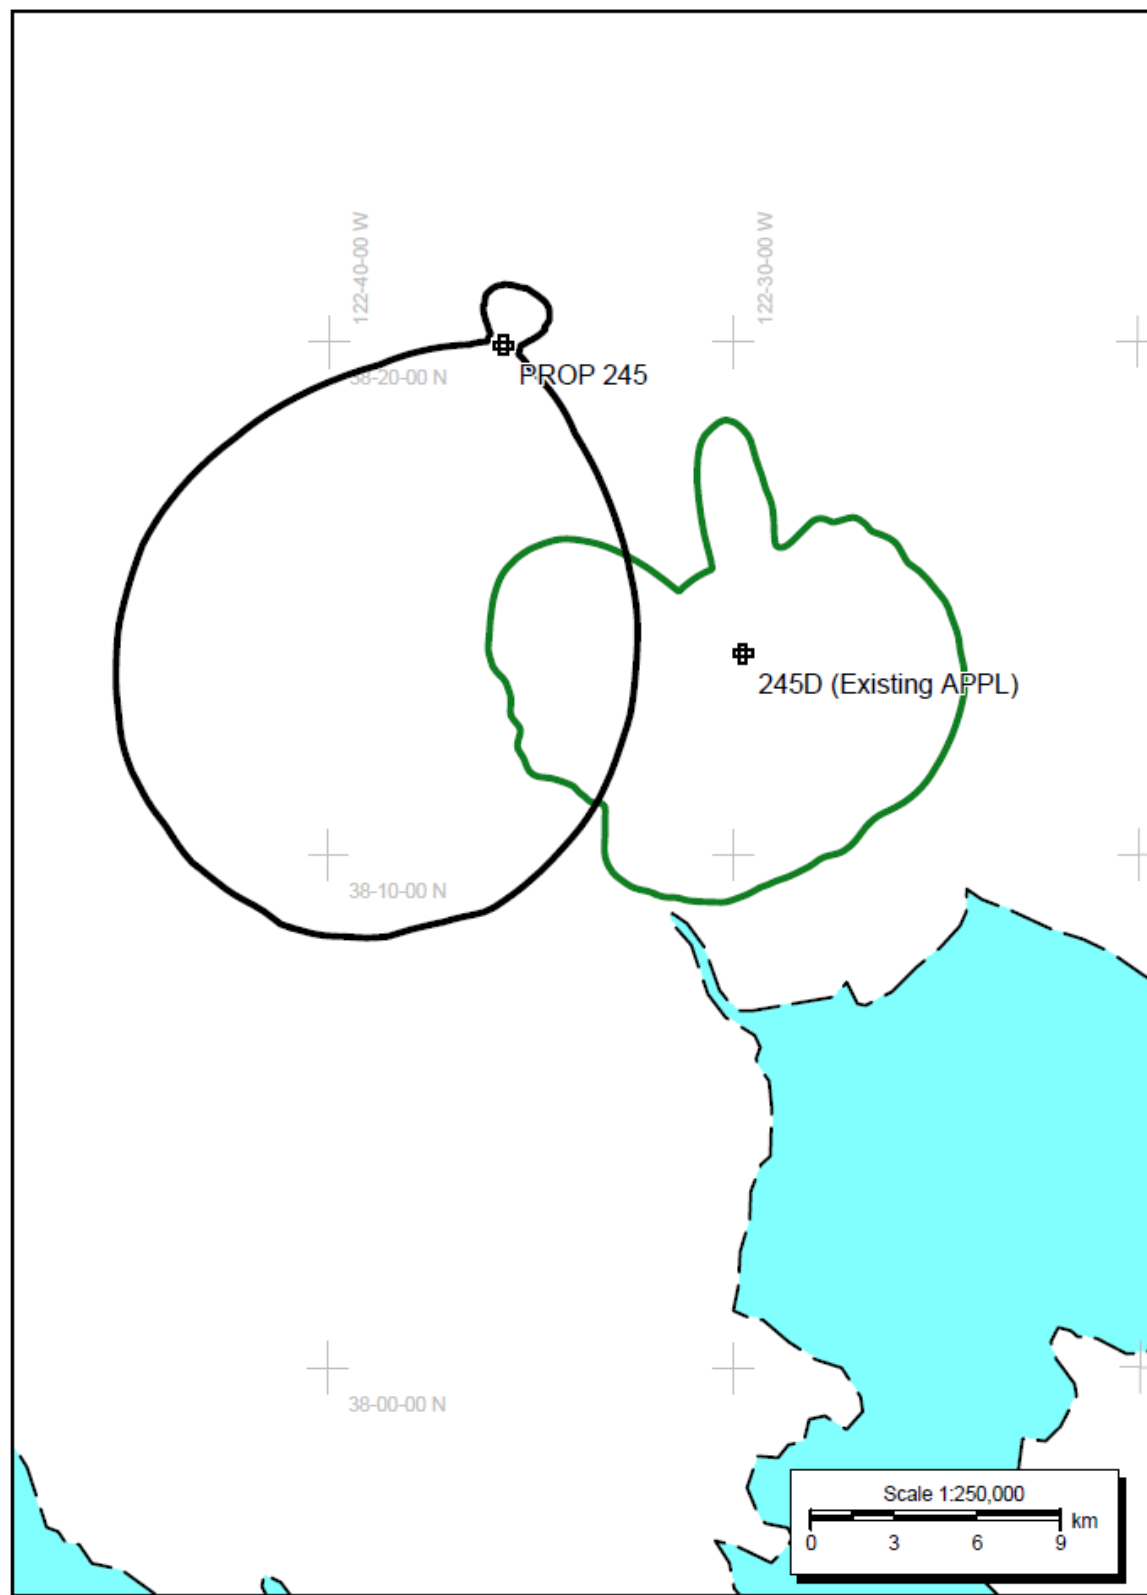 122-40-00 W
122-30-00 W
38-20-00 N
PROP 245
245D (Existing APPL)
38-10-00 N
38-00-00 N
Scale 1:250,000
km
0 3 6 9